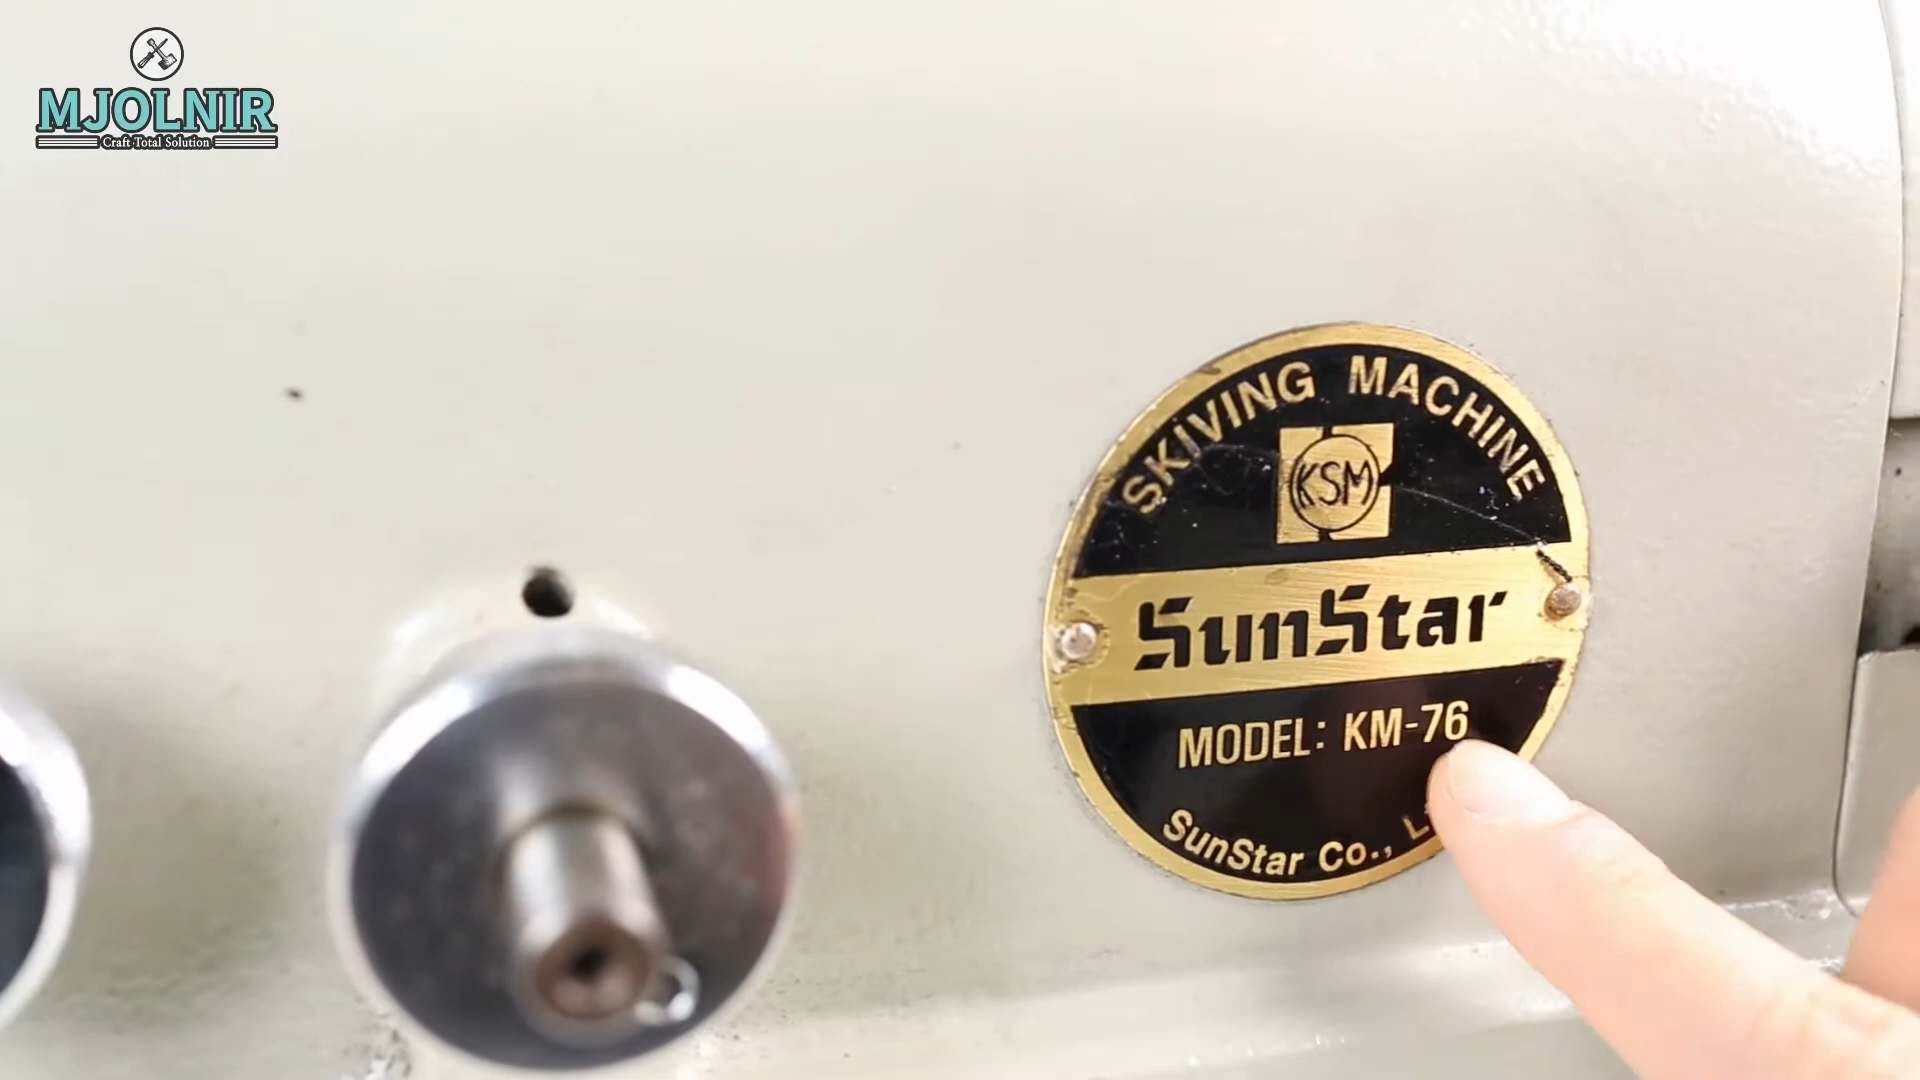 MJOLNIR
Craft Total Solution
SKIVING MACHINE
KSM
SunStar
MODEL: KM-76
SunStar Co.,